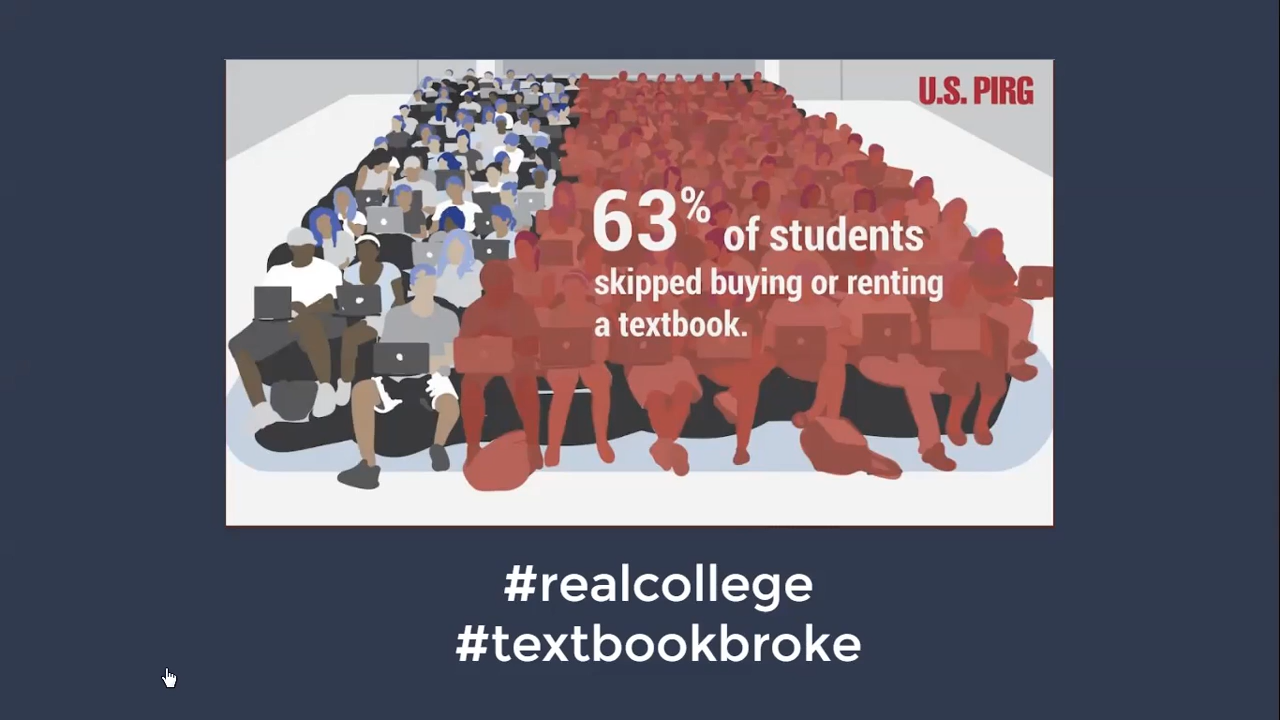 U.S. PIRG
63% of students
skipped buying or renting
a textbook.
#realcollege
#textbookbroke